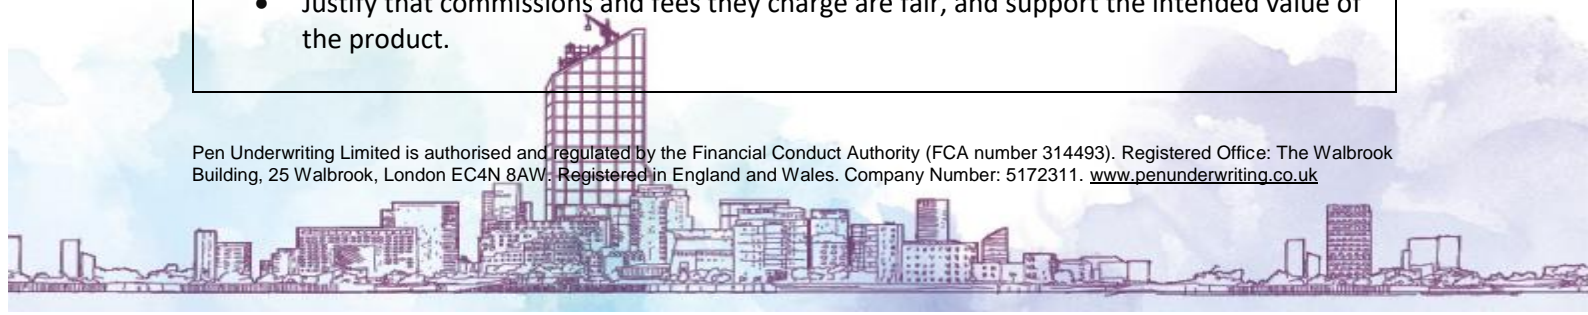 • Justify that commissions and fees they charge are fair, and support the intended value of
the product.
Pen Underwriting Limited is authorised and regulated by the Financial Conduct Authority (FCA number 314493). Registered Office: The Walbrook
Building, 25 Walbrook, London EC4N 8AW. Registered in England and Wales. Company Number: 5172311. www.penunderwriting.co.uk